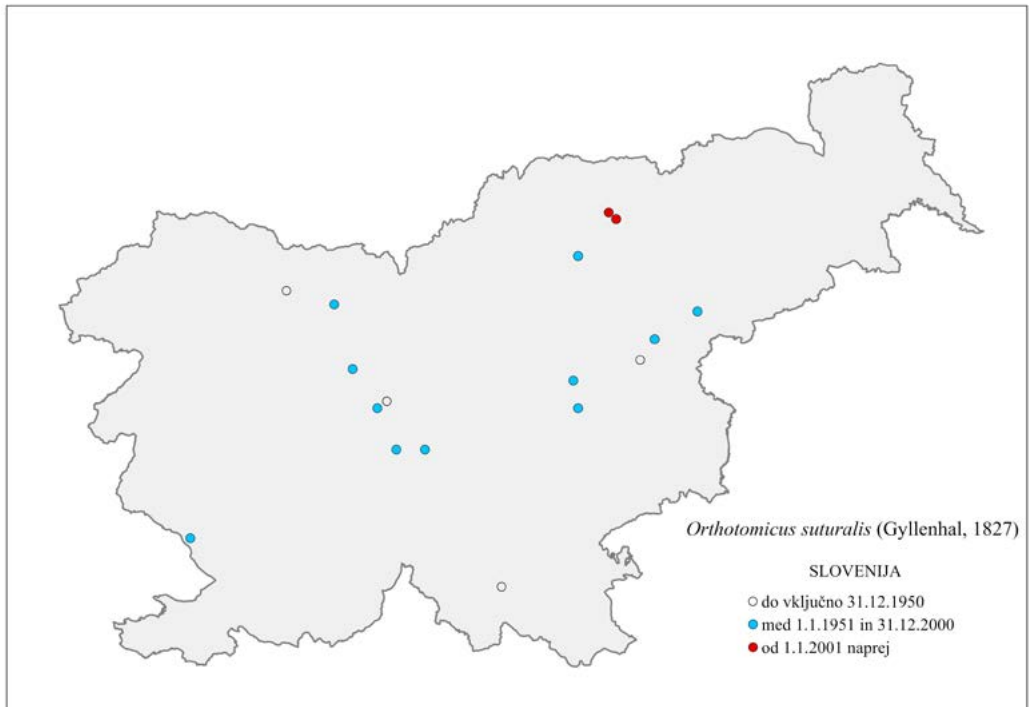 Orthotomicus suturalis (Gyllenhal, 1827)
SLOVENIJA
do vključno 31.12.1950
med 1.1.1951 in 31.12.2000
od 1.1.2001 naprej